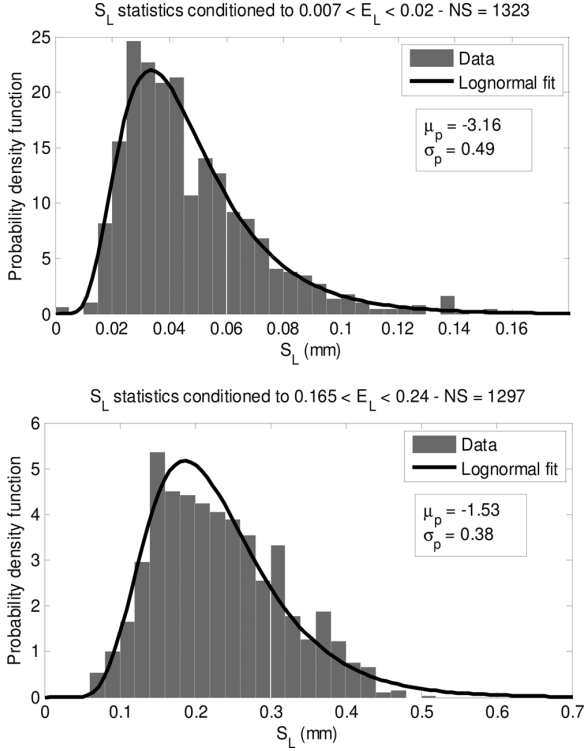 S_L statistics conditioned to 0.007 < E_L < 0.02 - NS = 1323
Probability density function
25
20
15
10
5
0
Data
Lognormal fit
μ_p = -3.16
σ_p = 0.49
0 0.02 0.04 0.06 0.08 0.1 0.12 0.14 0.16
S_L (mm)
S_L statistics conditioned to 0.165 < E_L < 0.24 - NS = 1297
Probability density function
6
5
4
3
2
1
0
Data
Lognormal fit
μ_p = -1.53
σ_p = 0.38
0 0.1 0.2 0.3 0.4 0.5 0.6 0.7
S_L (mm)